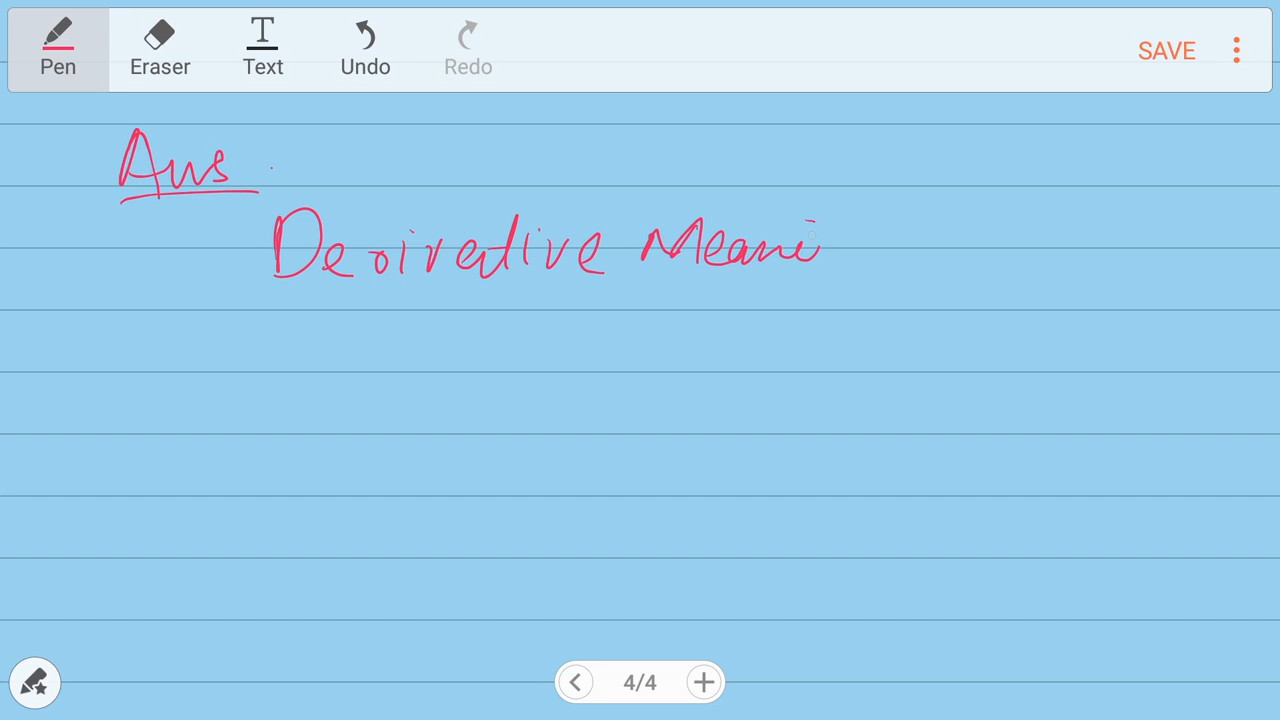 Pen
Eraser
Text
Undo
Redo
SAVE
Ans
Derivative Meani
4/4